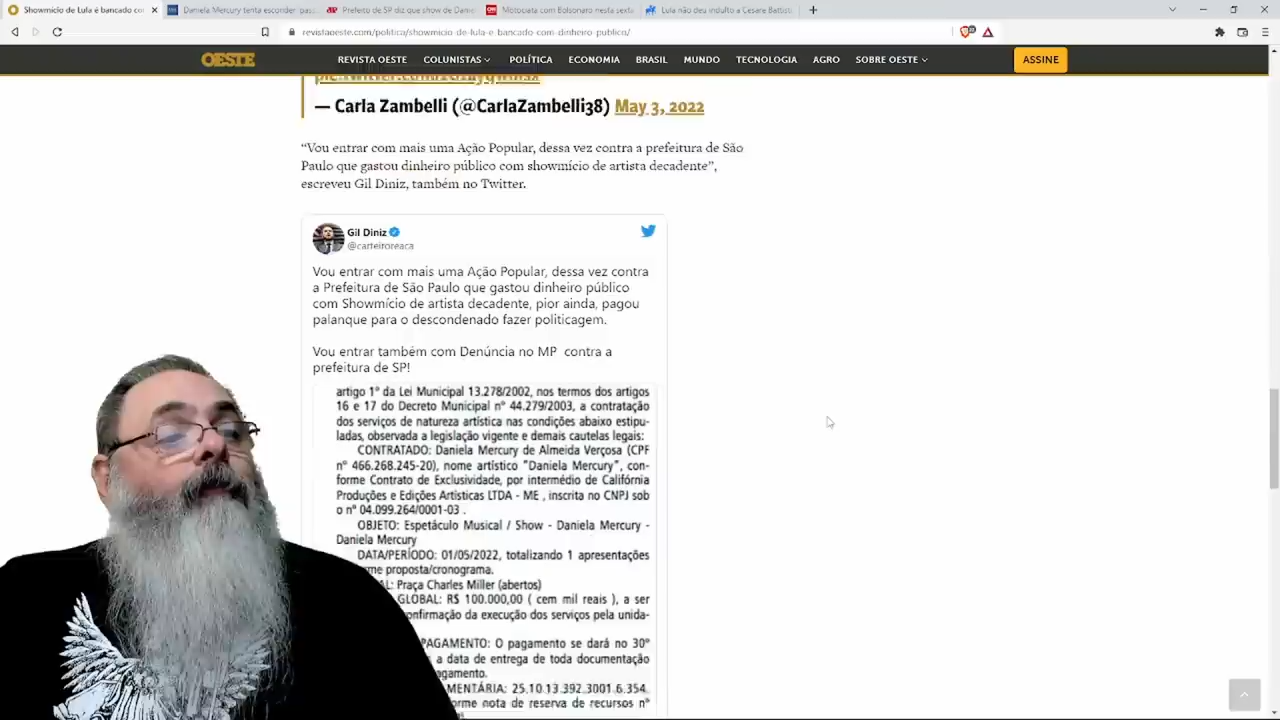 Showmício de Lula é bancado co
Daniela Mercury tenta esconder
Prefeito de SP diz que show de Danie
Motociata com Bolsonaro nesta sexta
Lula não deu indulto a Cesare Battisti
revistaoeste.com/politica/showmicio-de-lula-e-bancado-com-dinheiro-publico/
OESTE
REVISTA OESTE COLUNISTAS POLÍTICA ECONOMIA BRASIL MUNDO TECNOLOGIA AGRO SOBRE OESTE ASSINE
— Carla Zambelli (@CarlaZambelli38) May 3, 2022
“Vou entrar com mais uma Ação Popular, dessa vez contra a prefeitura de São
Paulo que gastou dinheiro público com showmício de artista decadente”,
escreveu Gil Diniz, também no Twitter.
Gil Diniz
@carteiroreaca
Vou entrar com mais uma Ação Popular, dessa vez contra
a Prefeitura de São Paulo que gastou dinheiro público
com Showmício de artista decadente, pior ainda, pagou
palanque para o descondenado fazer politicagem.
Vou entrar também com Denúncia no MP contra a
prefeitura de SP!
artigo 1º da Lei Municipal 13.278/2002, nos termos dos artigos
16 e 17 do Decreto Municipal nº 44.279/2003, a contratação
dos serviços de natureza artística nas condições abaixo estipu-
ladas, observada a legislação vigente e demais cautelas legais:
CONTRATADO: Daniela Mercury de Almeida Verçosa (CPF
nº 466.268.245-20), nome artístico "Daniela Mercury", con-
forme Contrato de Exclusividade, por intermédio de Califórnia
Produções e Edições Artísticas LTDA - ME , inscrita no CNPJ sob
o nº 04.099.264/0001-03 .
OBJETO: Espetáculo Musical / Show - Daniela Mercury -
Daniela Mercury
DATA/PERÍODO: 01/05/2022, totalizando 1 apresentações
me proposta/cronograma.
AL: Praça Charles Miller (abertos)
GLOBAL: R$ 100.000,00 ( cem mil reais ), a ser
onfirmação da execução dos serviços pela unida-
PAGAMENTO: O pagamento se dará no 30º
a data de entrega de toda documentação
agamento.
MENTÁRIA: 25.10.13.392.3001.6.354.
orme nota de reserva de recursos nº